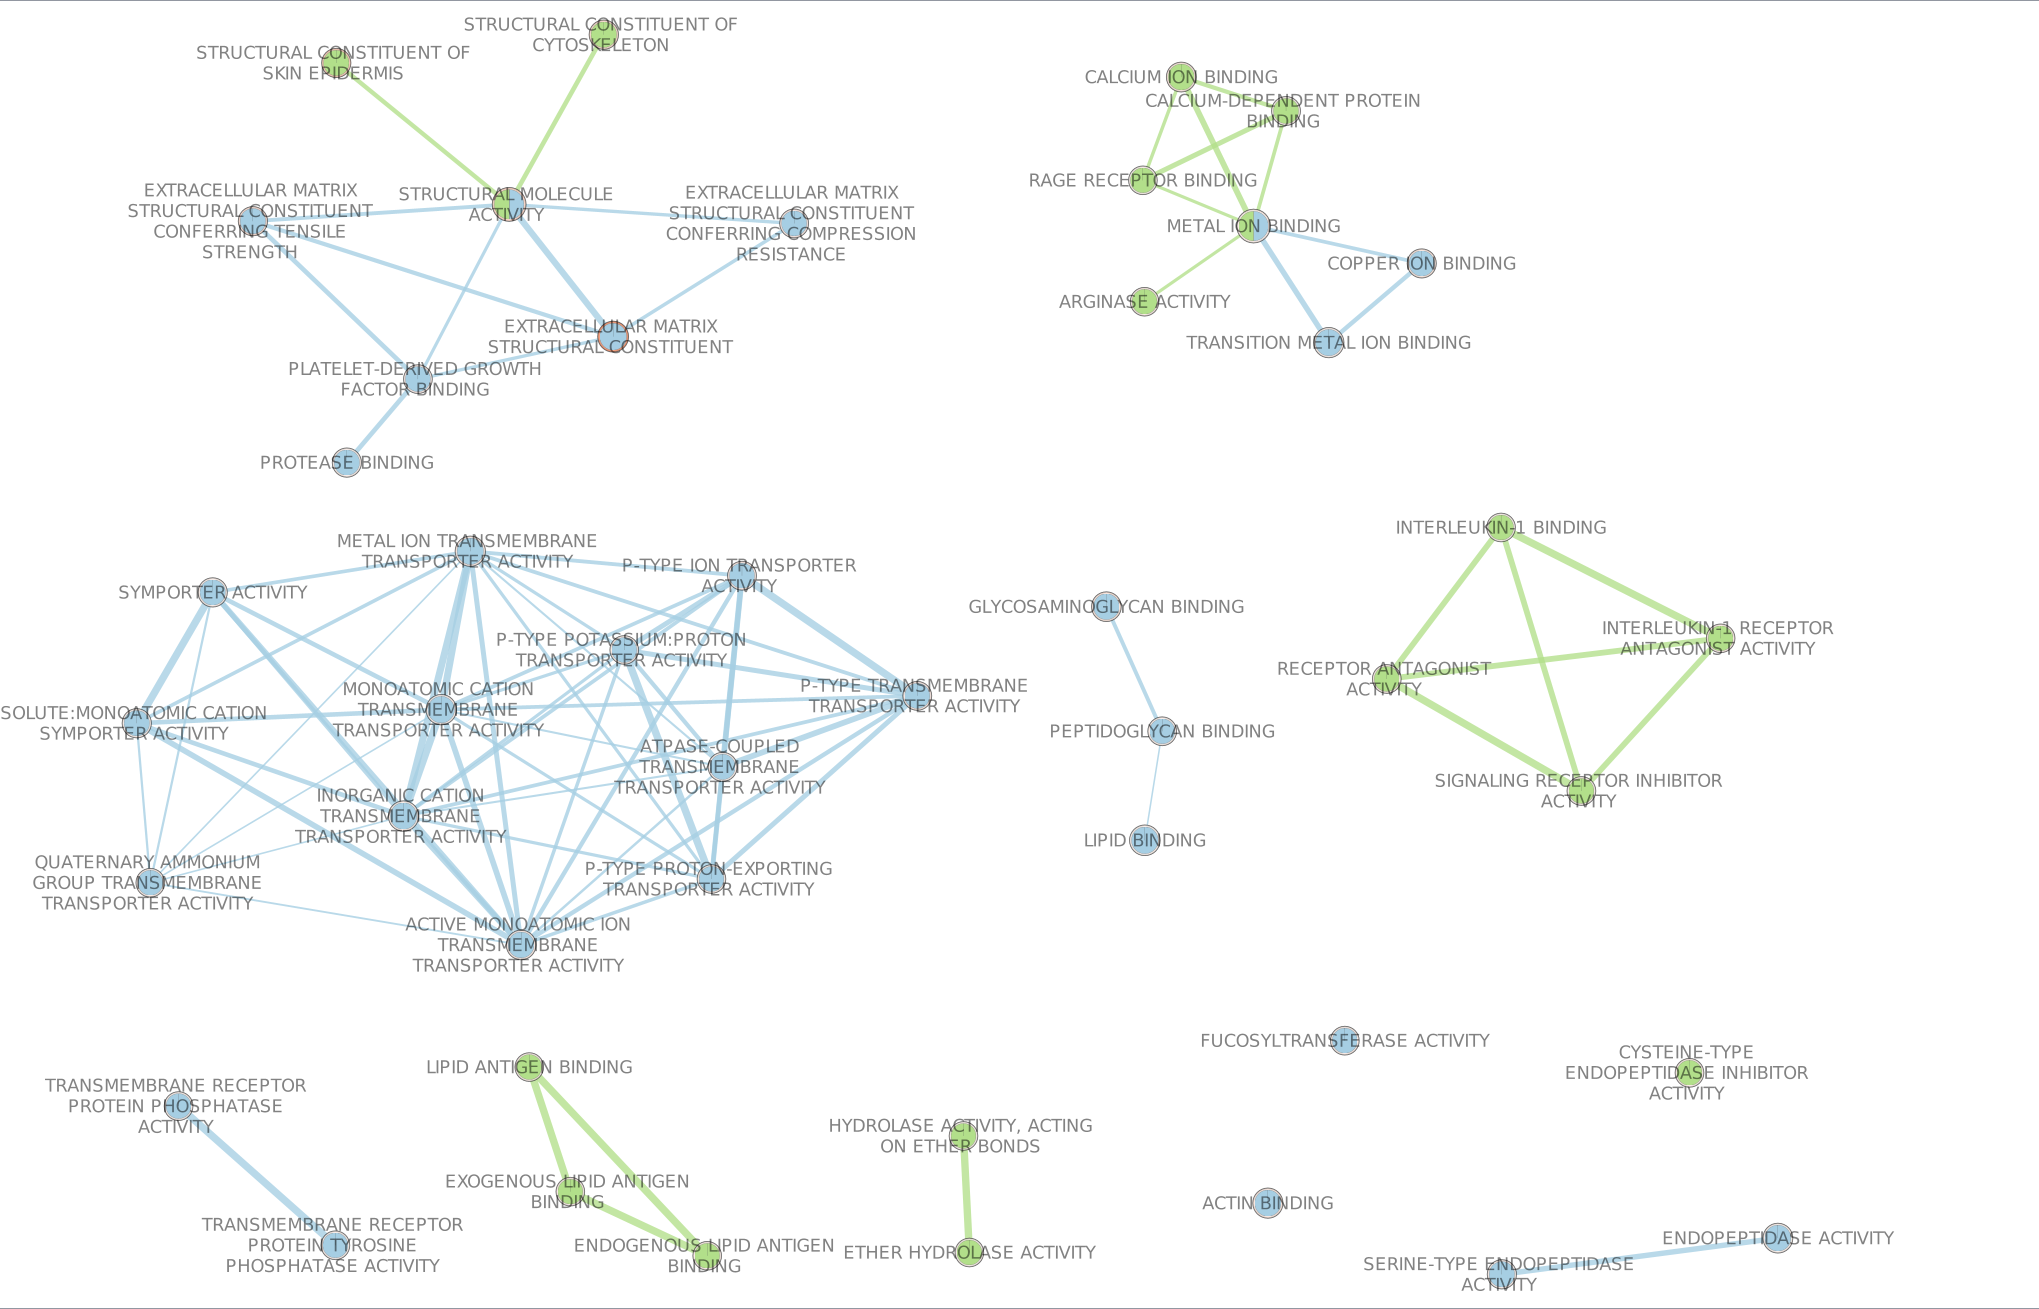 STRUCTURAL CONSTITUENT OF
CYTOSKELETON
STRUCTURAL CONSTITUENT OF
SKIN EPIDERMIS
EXTRACELLULAR MATRIX
STRUCTURAL CONSTITUENT
CONFERRING TENSILE
STRENGTH
STRUCTURAL MOLECULE
ACTIVITY
EXTRACELLULAR MATRIX
STRUCTURAL CONSTITUENT
CONFERRING COMPRESSION
RESISTANCE
EXTRACELLULAR MATRIX
STRUCTURAL CONSTITUENT
PLATELET-DERIVED GROWTH
FACTOR BINDING
PROTEASE BINDING
CALCIUM ION BINDING
CALCIUM-DEPENDENT PROTEIN
BINDING
RAGE RECEPTOR BINDING
METAL ION BINDING
COPPER ION BINDING
ARGINASE ACTIVITY
TRANSITION METAL ION BINDING
METAL ION TRANSMEMBRANE
TRANSPORTER ACTIVITY
P-TYPE ION TRANSPORTER
ACTIVITY
SYMPORTER ACTIVITY
P-TYPE POTASSIUM:PROTON
TRANSPORTER ACTIVITY
MONOATOMIC CATION
TRANSMEMBRANE
TRANSPORTER ACTIVITY
P-TYPE TRANSMEMBRANE
TRANSPORTER ACTIVITY
SOLUTE:MONOATOMIC CATION
SYMPORTER ACTIVITY
ATPASE-COUPLED
TRANSMEMBRANE
TRANSPORTER ACTIVITY
INORGANIC CATION
TRANSMEMBRANE
TRANSPORTER ACTIVITY
QUATERNARY AMMONIUM
GROUP TRANSMEMBRANE
TRANSPORTER ACTIVITY
P-TYPE PROTON-EXPORTING
TRANSPORTER ACTIVITY
ACTIVE MONOATOMIC ION
TRANSMEMBRANE
TRANSPORTER ACTIVITY
GLYCOSAMINOGLYCAN BINDING
PEPTIDOGLYCAN BINDING
LIPID BINDING
INTERLEUKIN-1 BINDING
INTERLEUKIN-1 RECEPTOR
ANTAGONIST ACTIVITY
RECEPTOR ANTAGONIST
ACTIVITY
SIGNALING RECEPTOR INHIBITOR
ACTIVITY
TRANSMEMBRANE RECEPTOR
PROTEIN PHOSPHATASE
ACTIVITY
TRANSMEMBRANE RECEPTOR
PROTEIN TYROSINE
PHOSPHATASE ACTIVITY
LIPID ANTIGEN BINDING
EXOGENOUS LIPID ANTIGEN
BINDING
ENDOGENOUS LIPID ANTIGEN
BINDING
HYDROLASE ACTIVITY, ACTING
ON ETHER BONDS
ETHER HYDROLASE ACTIVITY
FUCOSYLTRANSFERASE ACTIVITY
CYSTEINE-TYPE
ENDOPEPTIDASE INHIBITOR
ACTIVITY
ACTIN BINDING
ENDOPEPTIDASE ACTIVITY
SERINE-TYPE ENDOPEPTIDASE
ACTIVITY